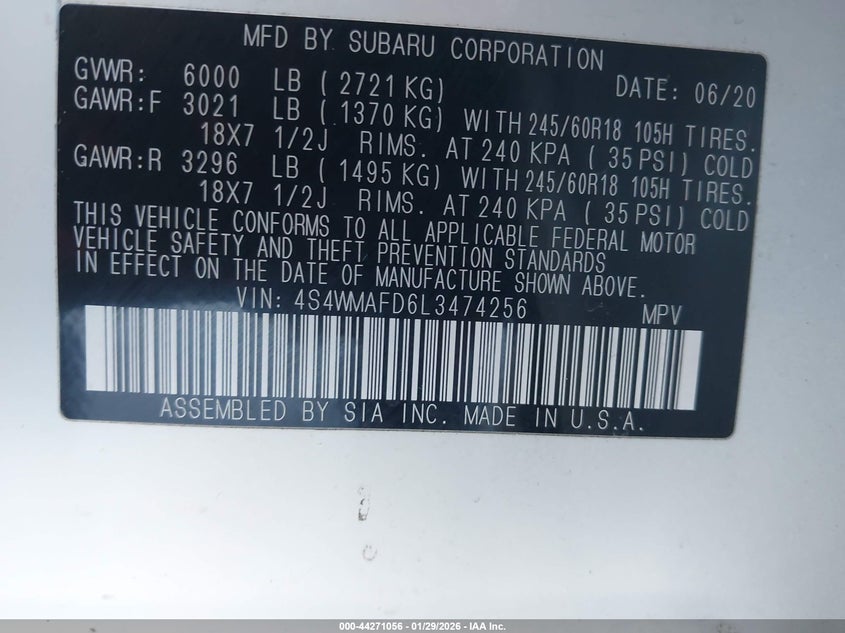 MFD BY SUBARU CORPORATION
GVWR: 6000 LB ( 2721 KG) DATE: 06/20
GAWR:F 3021 LB ( 1370 KG) WITH 245/60R18 105H TIRES.
18X7 1/2J RIMS. AT 240 KPA ( 35 PSI) COLD
GAWR:R 3296 LB ( 1495 KG) WITH 245/60R18 105H TIRES.
18X7 1/2J RIMS. AT 240 KPA ( 35 PSI) COLD
THIS VEHICLE CONFORMS TO ALL APPLICABLE FEDERAL MOTOR
VEHICLE SAFETY AND THEFT PREVENTION STANDARDS
IN EFFECT ON THE DATE OF MANUFACTURE SHOWN ABOVE.
VIN: 4S4WMAFD6L3474256 MPV
ASSEMBLED BY SIA INC. MADE IN U.S.A.
000-44271056 - 01/29/2026 - IAA Inc.